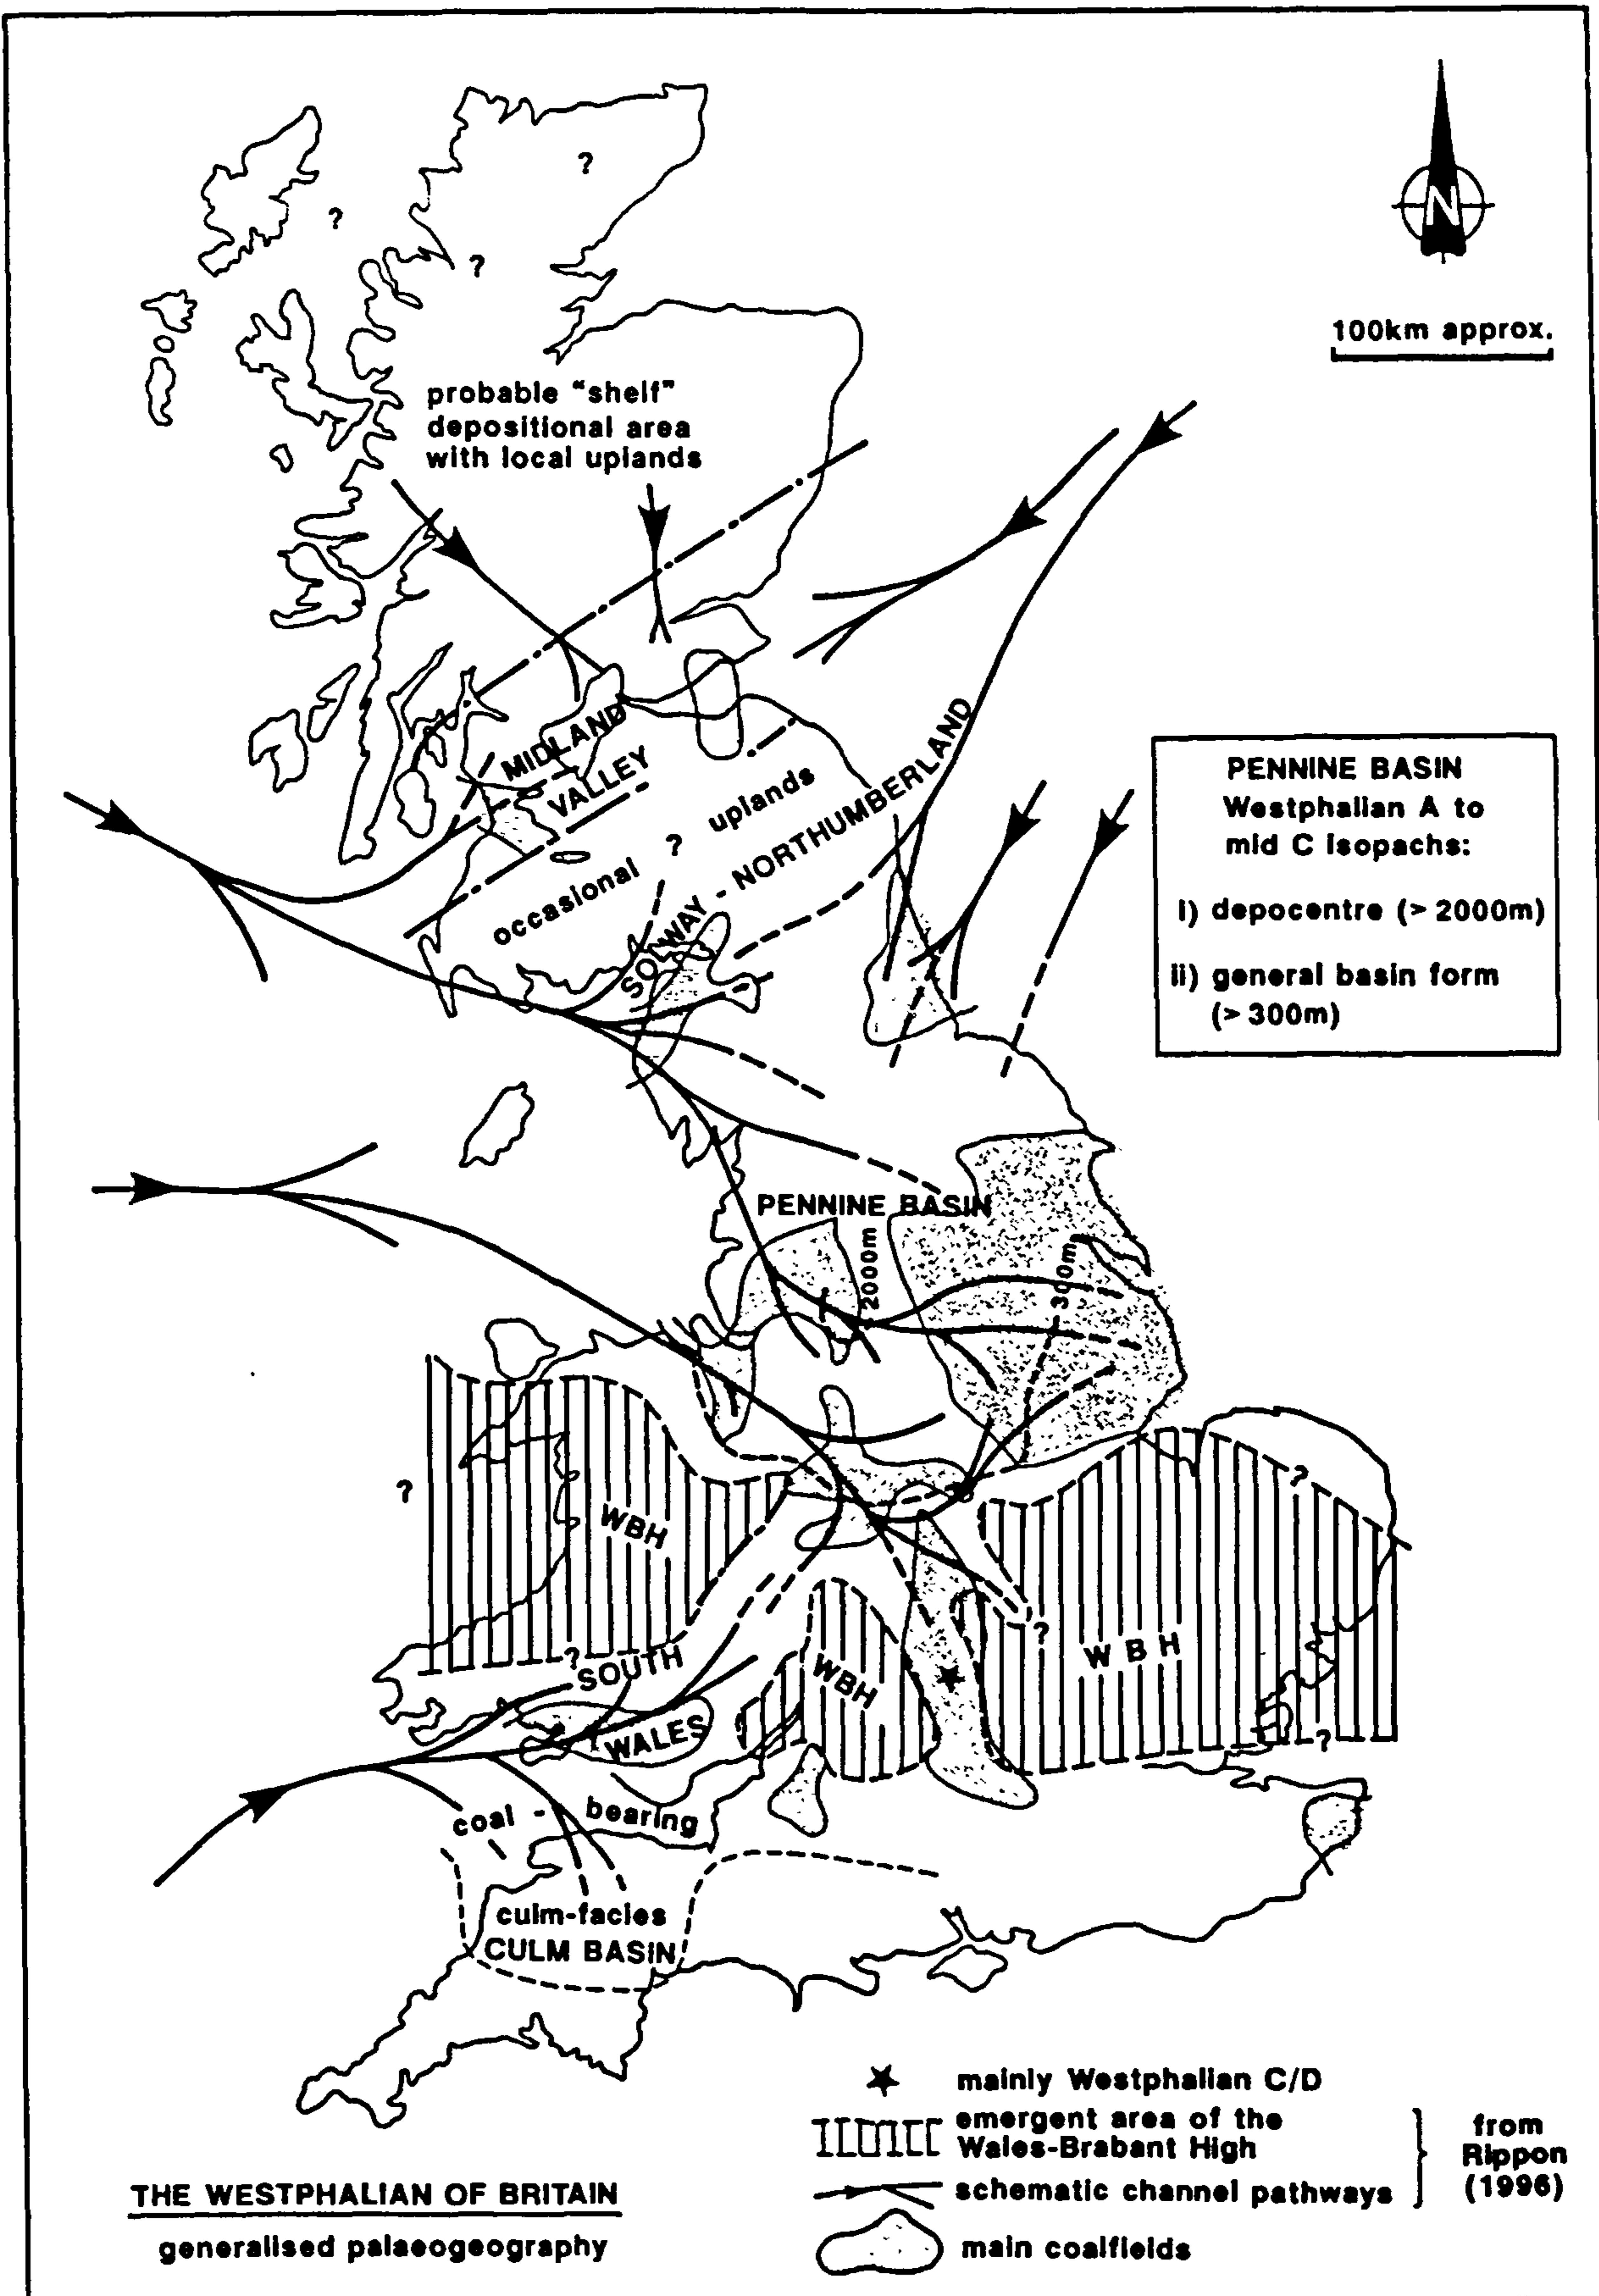 ?
?
?
N
100km approx.
probable "shelf"
depositional area
with local uplands
MIDLAND
VALLEY
occasional ? uplands
SOLWAY - NORTHUMBERLAND
PENNINE BASIN
Westphalian A to
mid C isopachs:
i) depocentre (> 2000m)
ii) general basin form
(> 300m)
PENNINE BASIN
2000m
300m
?
?
WBH
WBH
WBH
?
?
?
SOUTH
WALES
coal - bearing
culm-facies
CULM BASIN
mainly Westphalian C/D
emergent area of the
Wales-Brabant High
schematic channel pathways
from
Rippon
(1996)
main coalfields
THE WESTPHALIAN OF BRITAIN
generalised palaeogeography